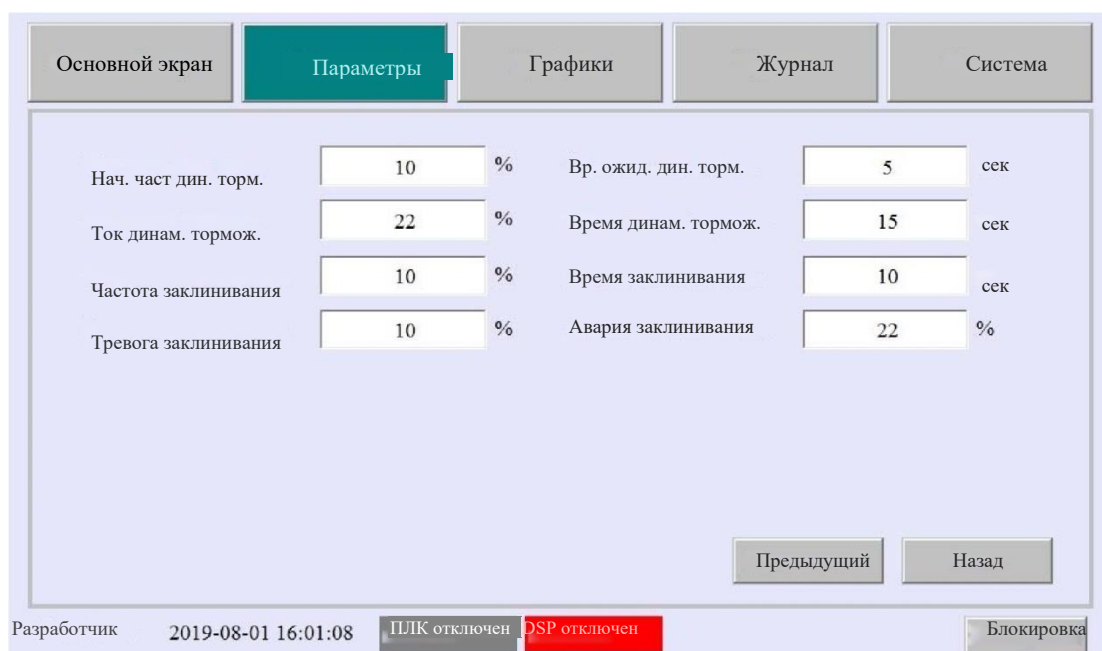 Основной экран Параметры Графики Журнал Система
Нач. част дин. торм. 10 % Вр. ожид. дин. торм. 5 сек
Ток динам. тормож. 22 % Время динам. тормож. 15 сек
Частота заклинивания 10 % Время заклинивания 10 сек
Тревога заклинивания 10 % Авария заклинивания 22 %
Предыдущий Назад
Разработчик 2019-08-01 16:01:08 ПЛК отключен DSP отключен Блокировка